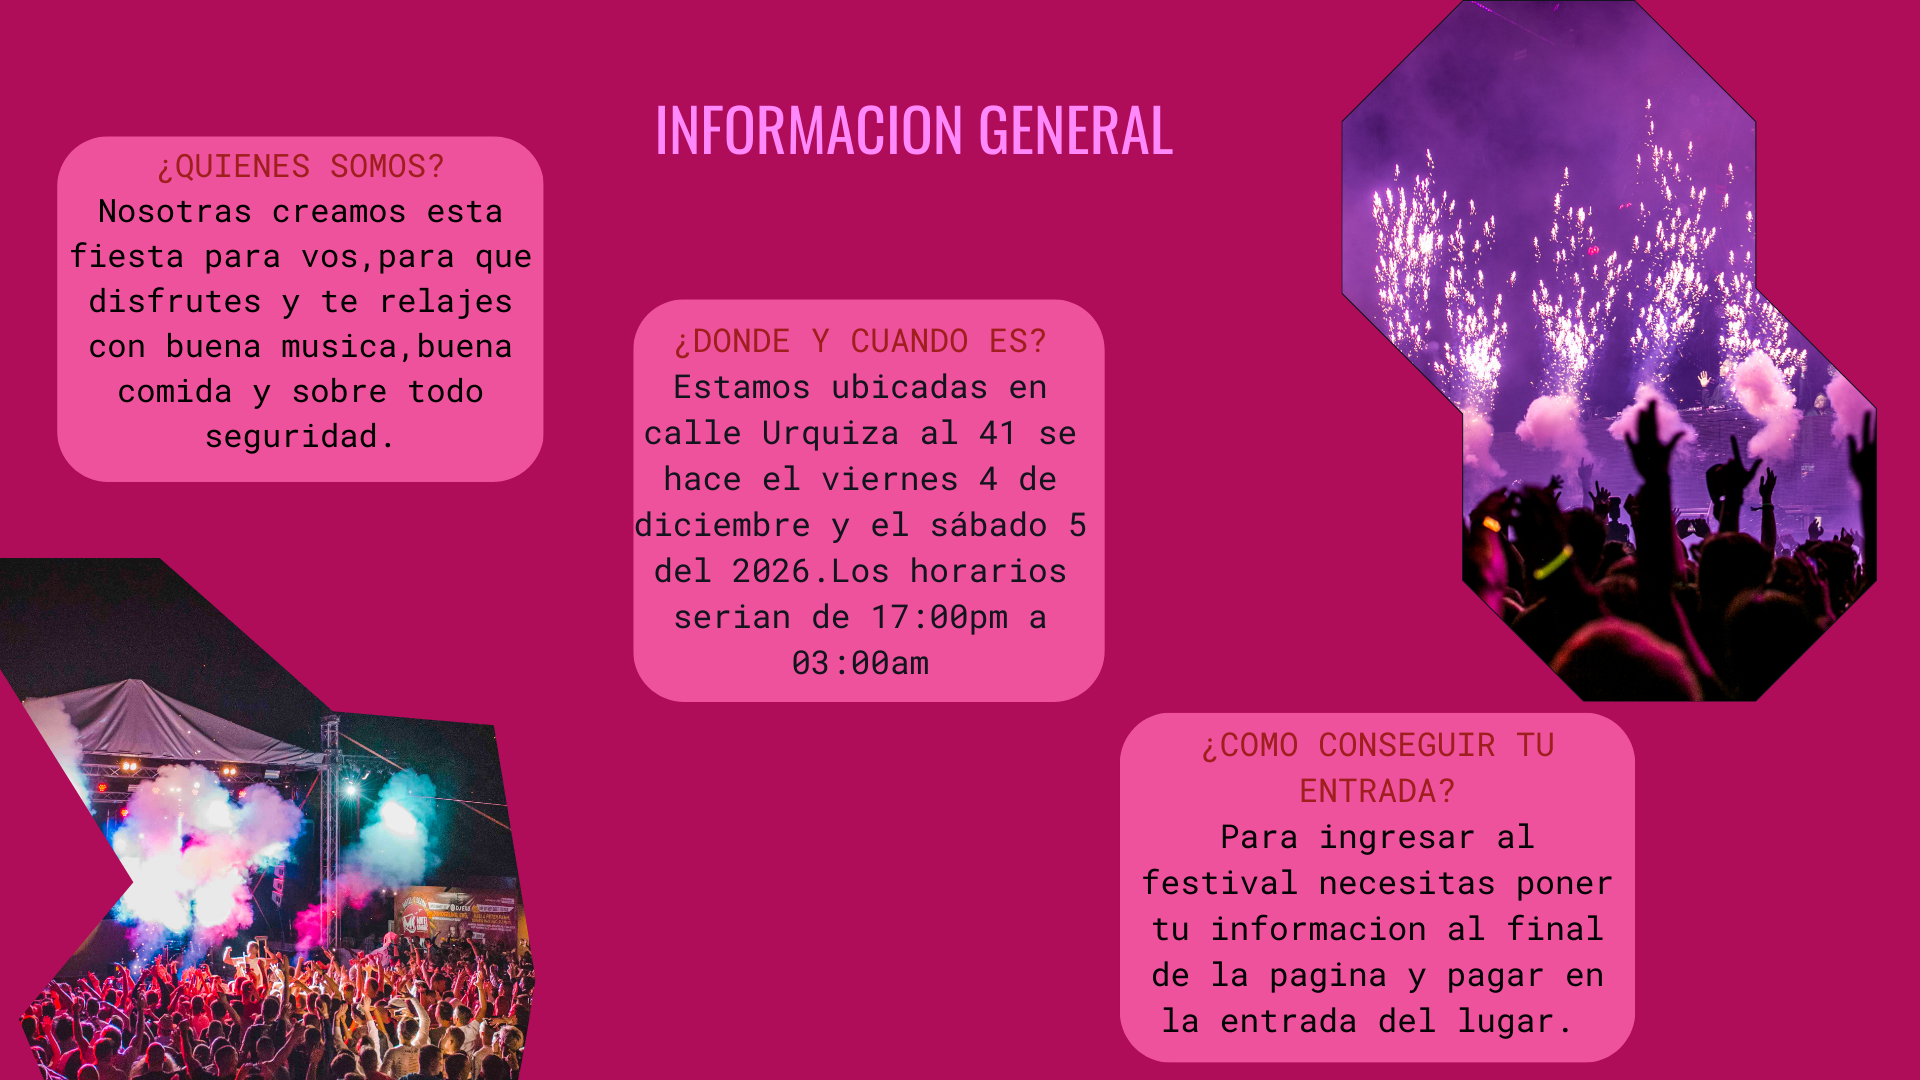 INFORMACION GENERAL
¿QUIENES SOMOS?
Nosotras creamos esta
fiesta para vos,para que
disfrutes y te relajes
con buena musica,buena
comida y sobre todo
seguridad.
¿DONDE Y CUANDO ES?
Estamos ubicadas en
calle Urquiza al 41 se
hace el viernes 4 de
diciembre y el sábado 5
del 2026.Los horarios
serian de 17:00pm a
03:00am
¿COMO CONSEGUIR TU
ENTRADA?
Para ingresar al
festival necesitas poner
tu informacion al final
de la pagina y pagar en
la entrada del lugar.